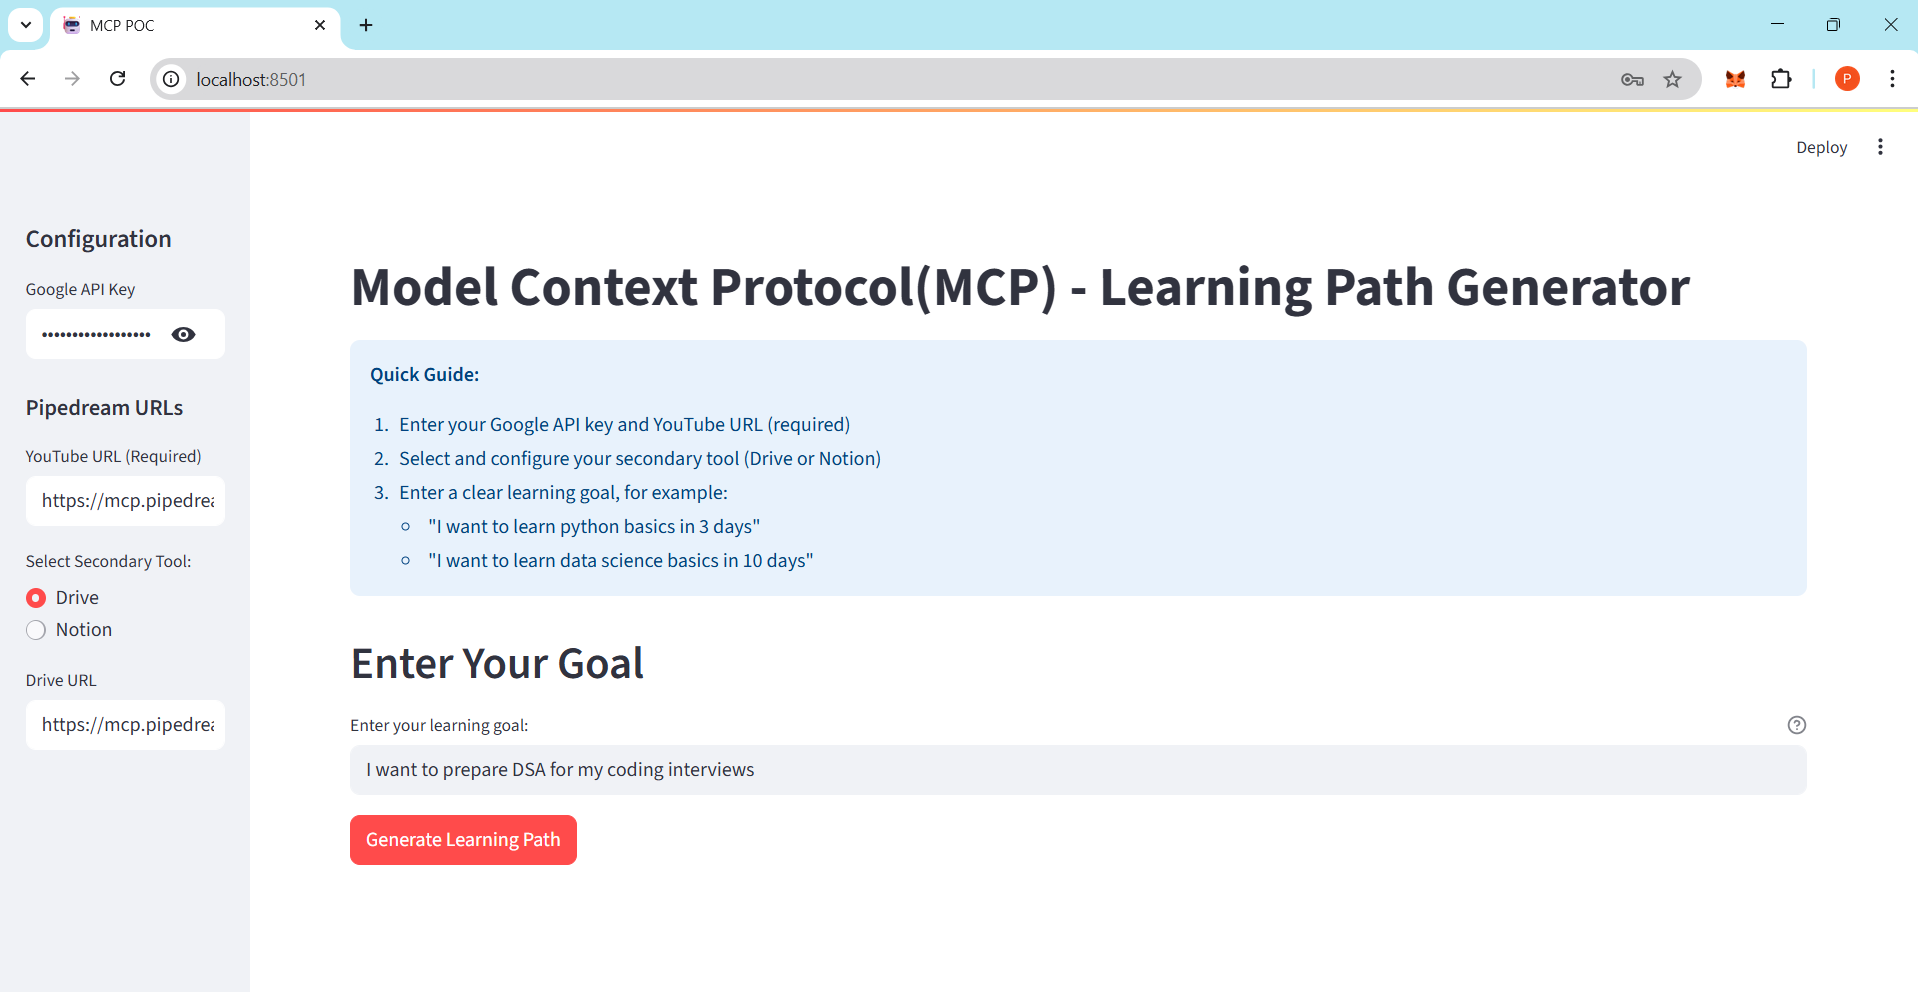 MCP POC
localhost:8501
P
Deploy
Configuration
Google API Key
Pipedream URLs
YouTube URL (Required)
https://mcp.pipedrea
Select Secondary Tool:
Drive
Notion
Drive URL
https://mcp.pipedrea
Model Context Protocol(MCP) - Learning Path Generator
Quick Guide:
1. Enter your Google API key and YouTube URL (required)
2. Select and configure your secondary tool (Drive or Notion)
3. Enter a clear learning goal, for example:
"I want to learn python basics in 3 days"
"I want to learn data science basics in 10 days"
Enter Your Goal
Enter your learning goal:
I want to prepare DSA for my coding interviews
Generate Learning Path